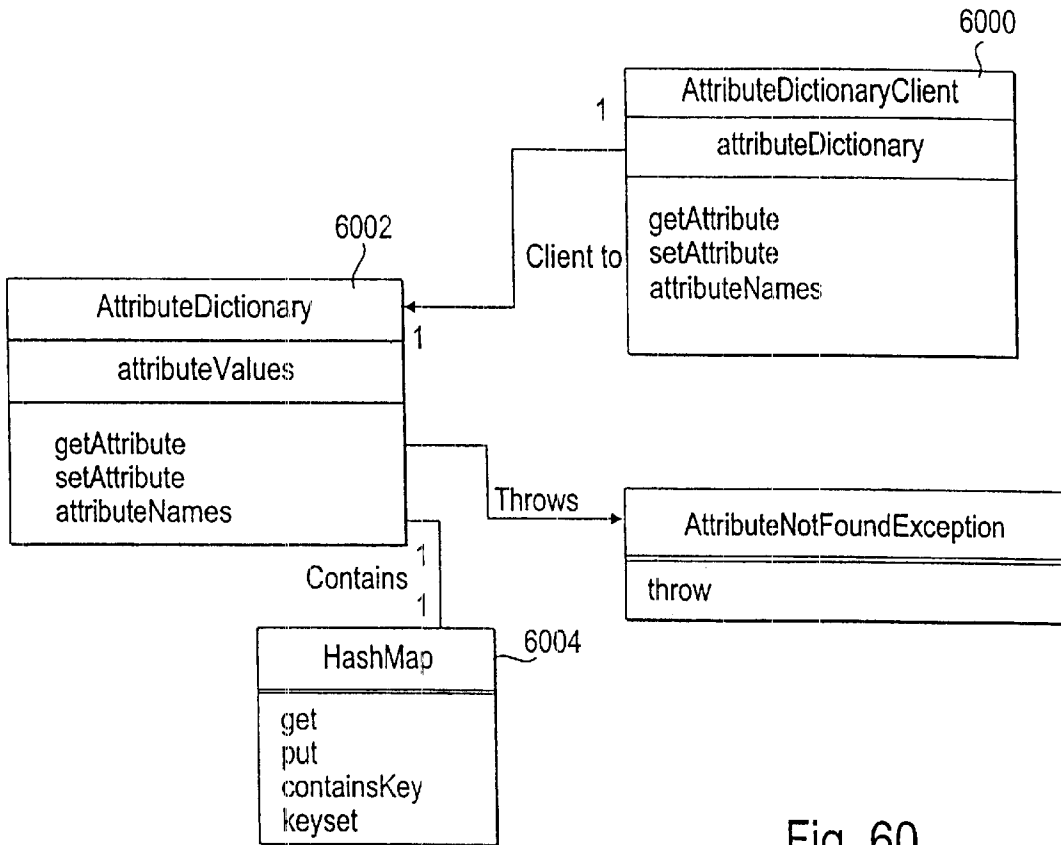 6000
AttributeDictionaryClient
1
attributeDictionary
getAttribute
setAttribute
attributeNames
Client to
6002
AttributeDictionary
1
attributeValues
getAttribute
setAttribute
attributeNames
Throws
AttributeNotFoundException
throw
1
Contains
1
6004
HashMap
get
put
containsKey
keyset
Fig. 60